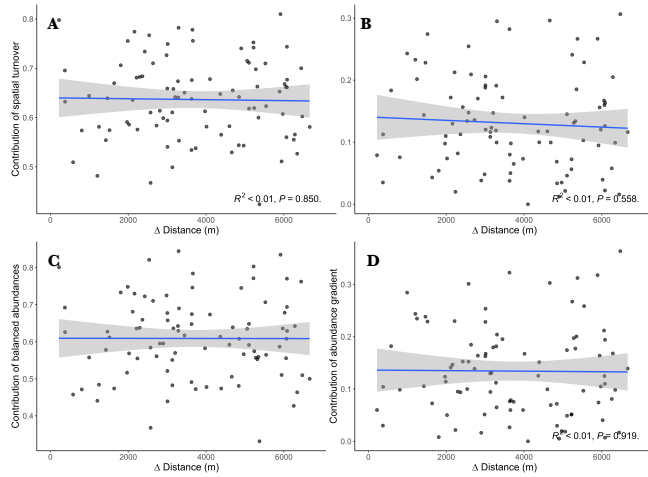 A
Contribution of spatial turnover
0.8
0.7
0.6
0.5
R² < 0.01, P = 0.850.
0 2000 4000 6000
Δ Distance (m)
B
0.3
0.2
0.1
0.0
R² < 0.01, P = 0.558.
0 2000 4000 6000
Δ Distance (m)
C
Contribution of balanced abundances
0.8
0.7
0.6
0.5
0.4
0 2000 4000 6000
Δ Distance (m)
D
Contribution of abundance gradient
0.3
0.2
0.1
0.0
R² < 0.01, P = 0.919.
0 2000 4000 6000
Δ Distance (m)